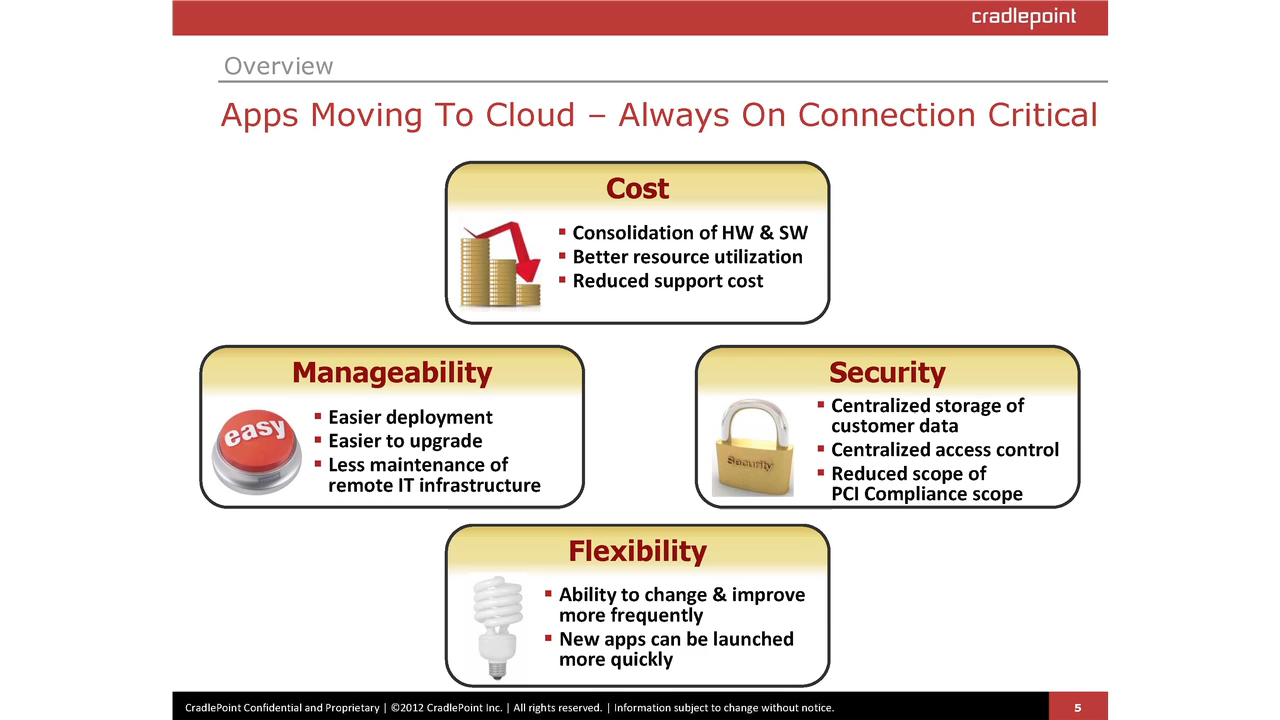 cradlepoint
Overview
Apps Moving To Cloud – Always On Connection Critical
Cost
▪ Consolidation of HW & SW
▪ Better resource utilization
▪ Reduced support cost
Manageability
easy
▪ Easier deployment
▪ Easier to upgrade
▪ Less maintenance of
remote IT infrastructure
Security
Security
▪ Centralized storage of
customer data
▪ Centralized access control
▪ Reduced scope of
PCI Compliance scope
Flexibility
▪ Ability to change & improve
more frequently
▪ New apps can be launched
more quickly
CradlePoint Confidential and Proprietary | ©2012 CradlePoint Inc. | All rights reserved. | Information subject to change without notice.
5